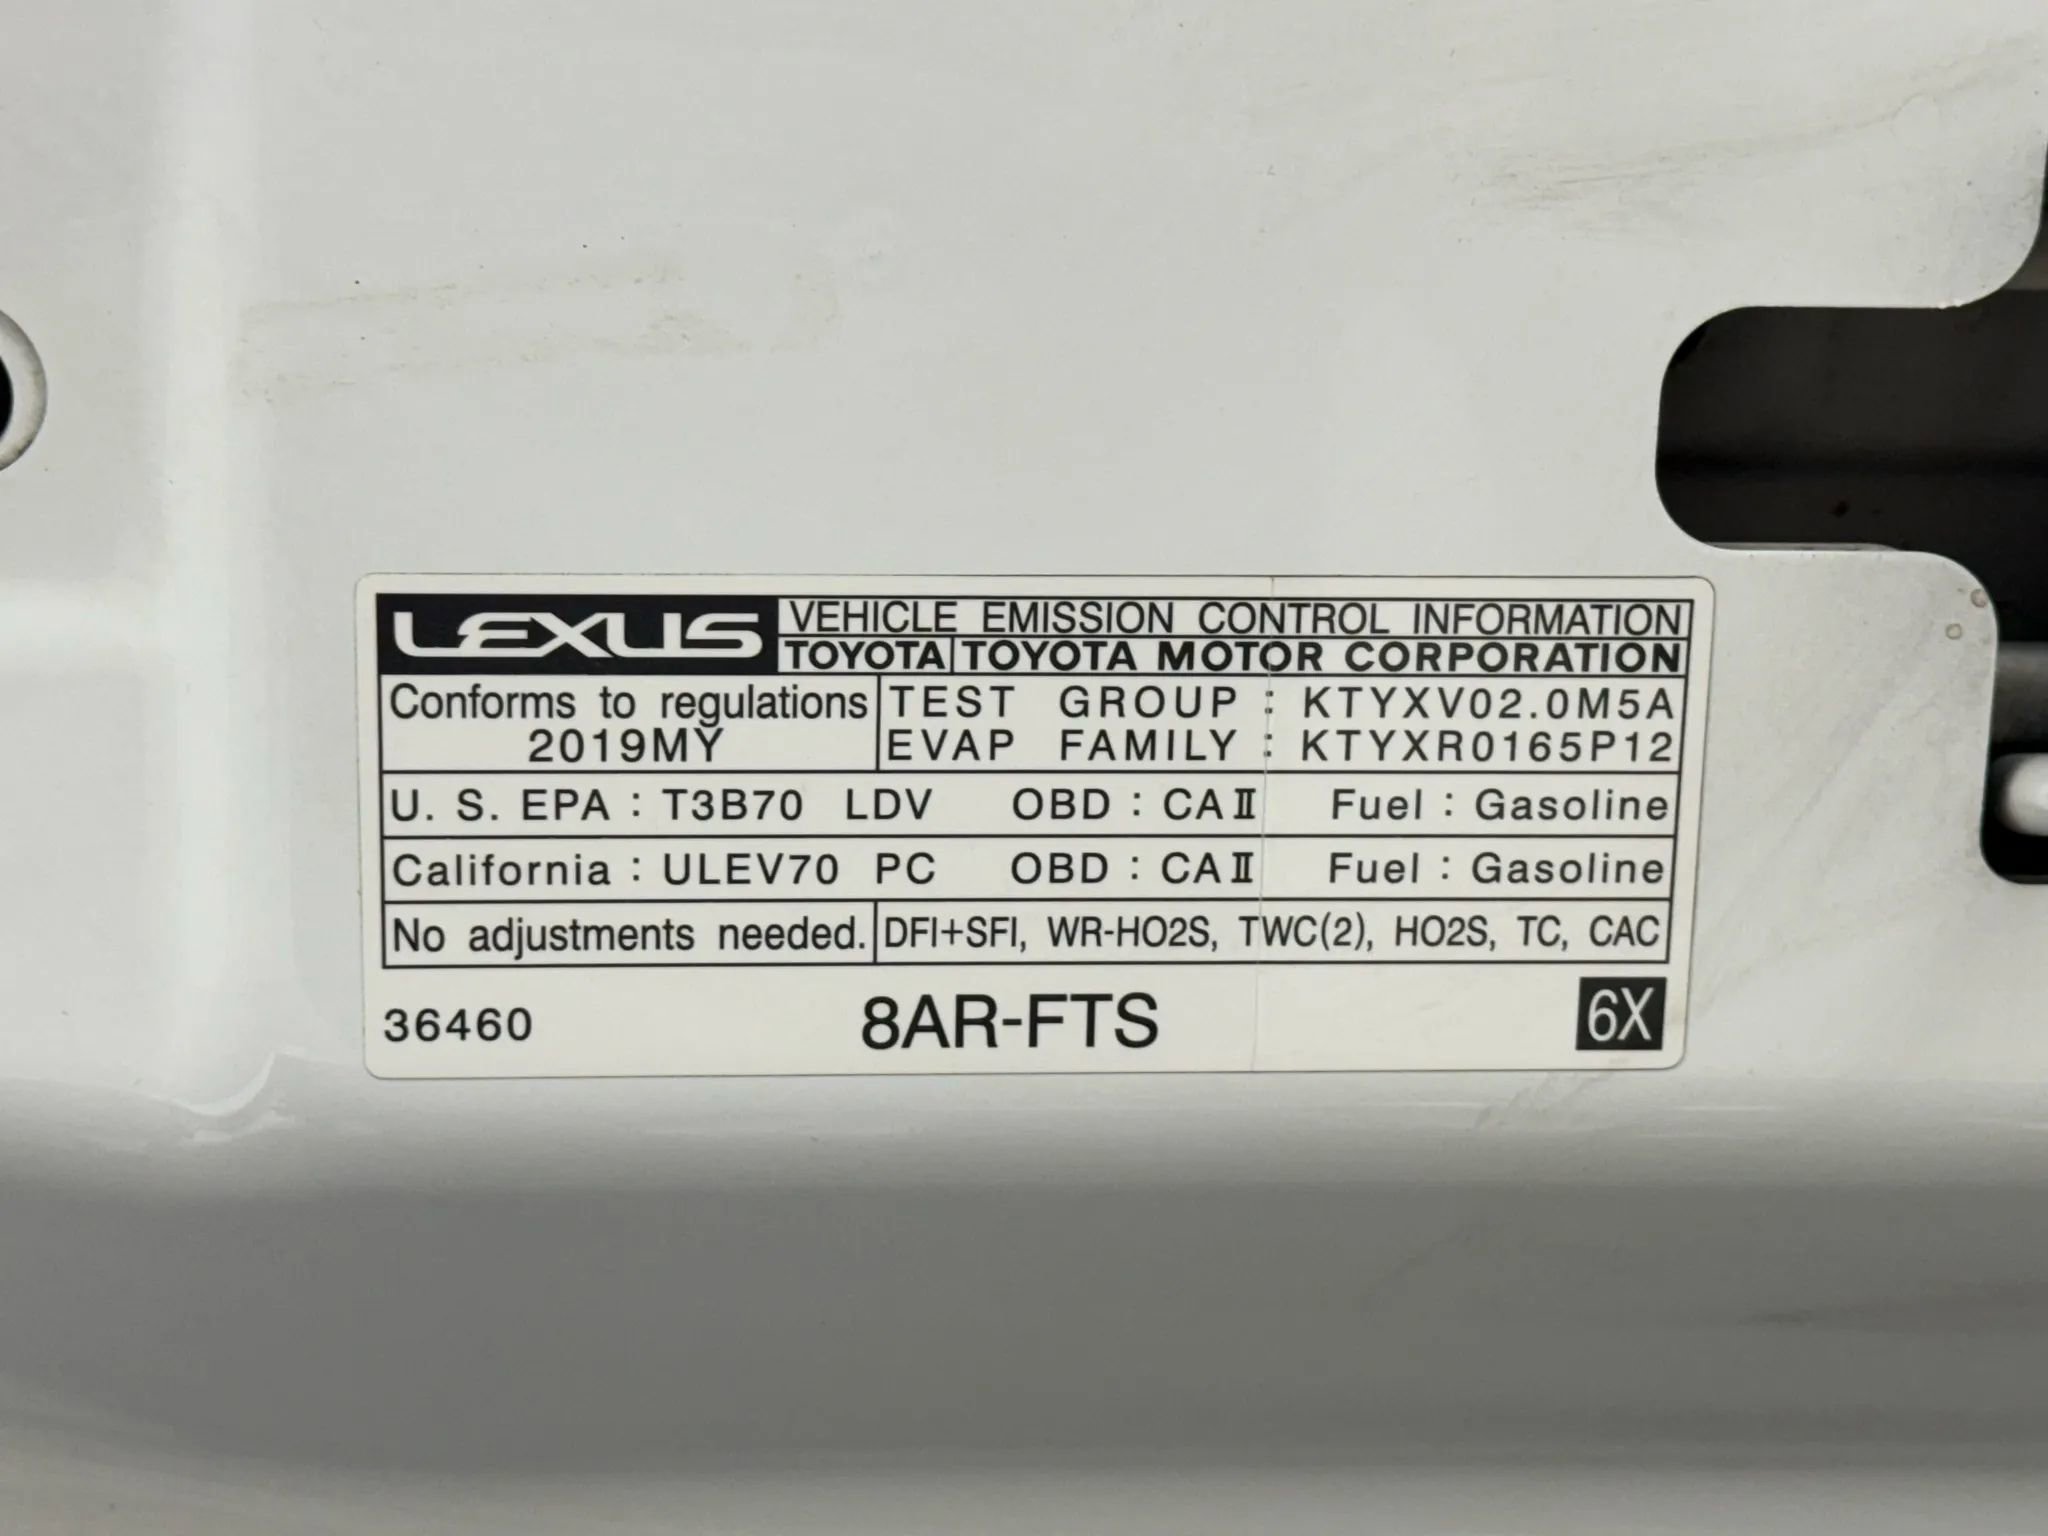 LEXUS VEHICLE EMISSION CONTROL INFORMATION
TOYOTA TOYOTA MOTOR CORPORATION
Conforms to regulations TEST GROUP : KTYXV02.0M5A
2019MY EVAP FAMILY : KTYXR0165P12
U. S. EPA : T3B70 LDV OBD : CAⅡ Fuel : Gasoline
California : ULEV70 PC OBD : CAⅡ Fuel : Gasoline
No adjustments needed. DFI+SFI, WR-HO2S, TWC(2), HO2S, TC, CAC
36460 8AR-FTS 6X